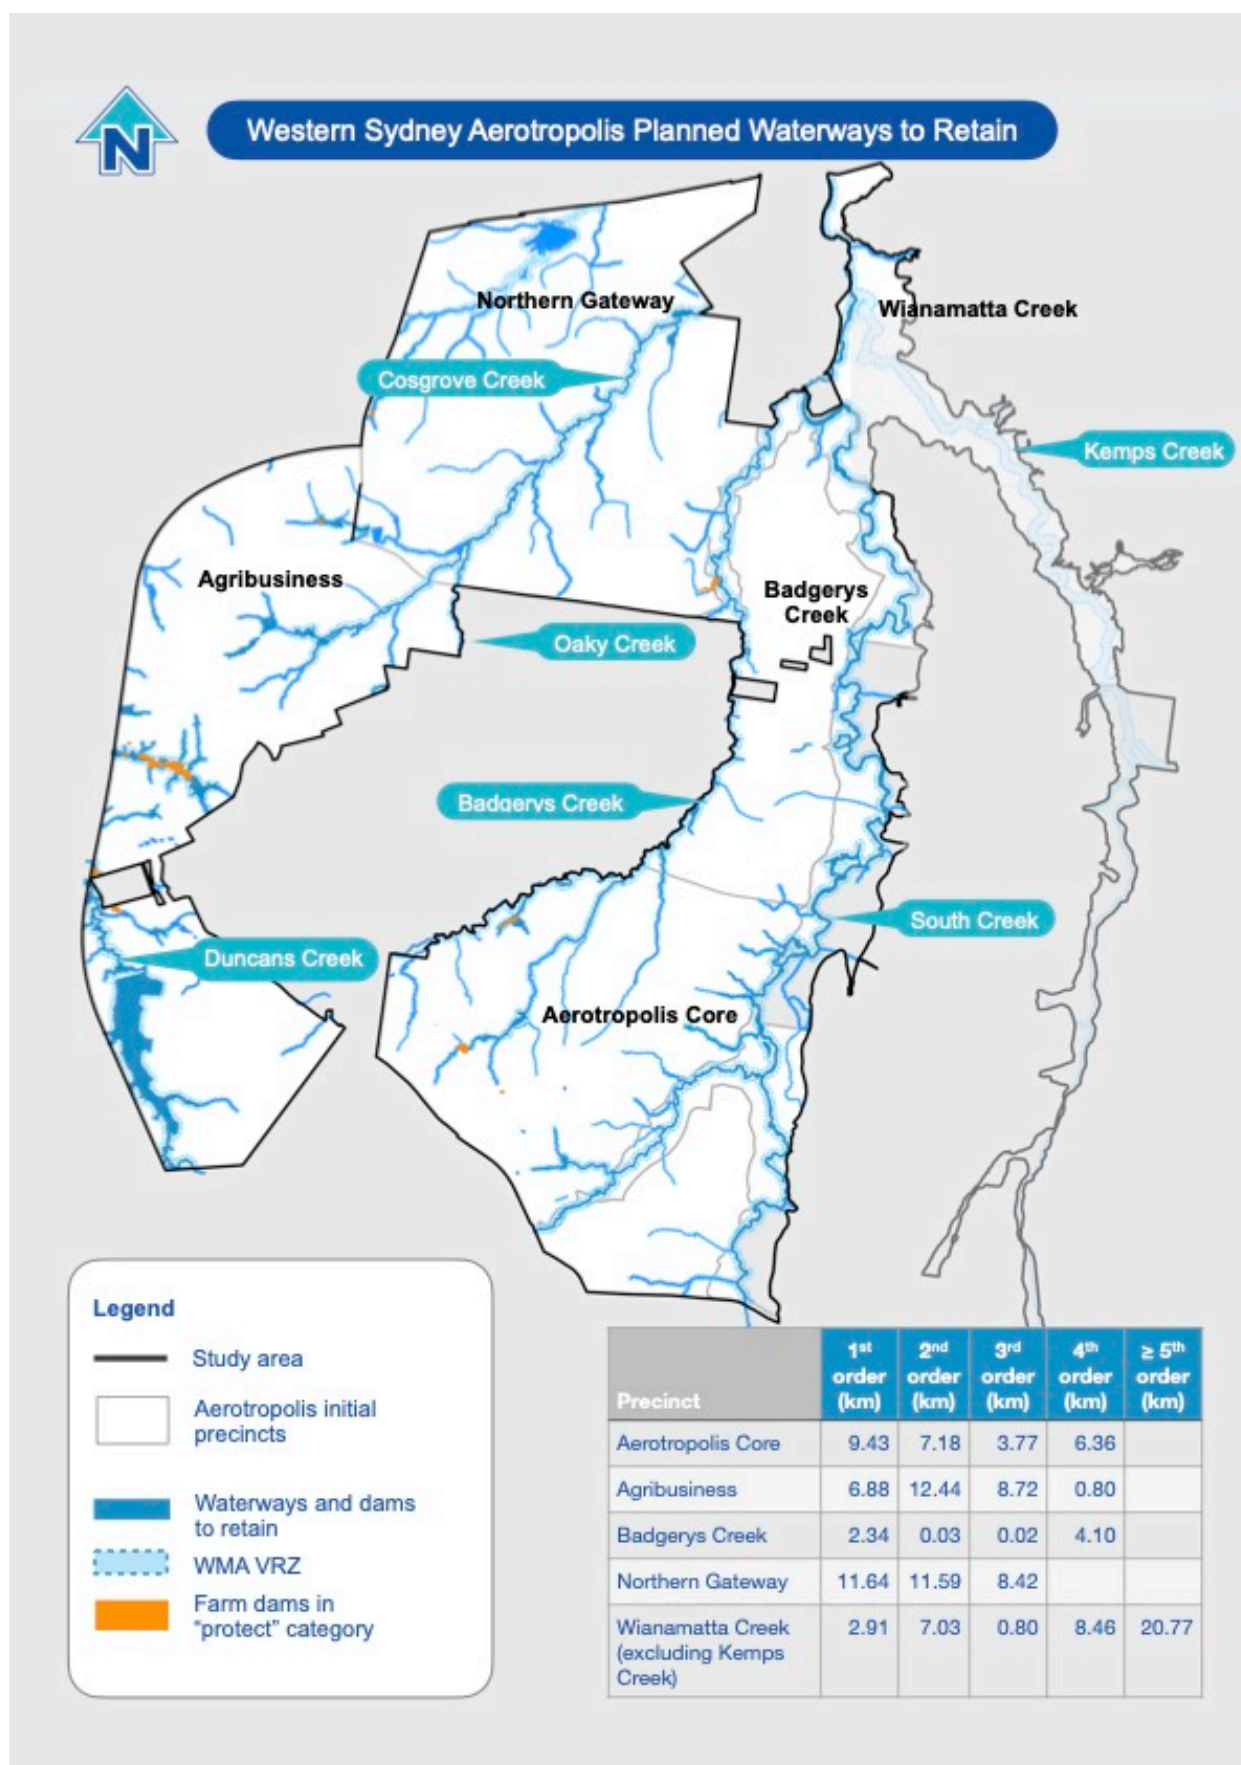 N
Western Sydney Aerotropolis Planned Waterways to Retain
Northern Gateway
Wianamatta Creek
Cosgrove Creek
Kemps Creek
Agribusiness
Badgerys
Creek
Oaky Creek
Badgerys Creek
South Creek
Duncans Creek
Aerotropolis Core
Legend
Study area
Aerotropolis initial
precincts
Waterways and dams
to retain
WMA VRZ
Farm dams in
"protect" category
Precinct 1st order (km) 2nd order (km) 3rd order (km) 4th order (km) ≥ 5th order (km)
Aerotropolis Core 9.43 7.18 3.77 6.36
Agribusiness 6.88 12.44 8.72 0.80
Badgerys Creek 2.34 0.03 0.02 4.10
Northern Gateway 11.64 11.59 8.42
Wianamatta Creek 2.91 7.03 0.80 8.46 20.77
(excluding Kemps
Creek)